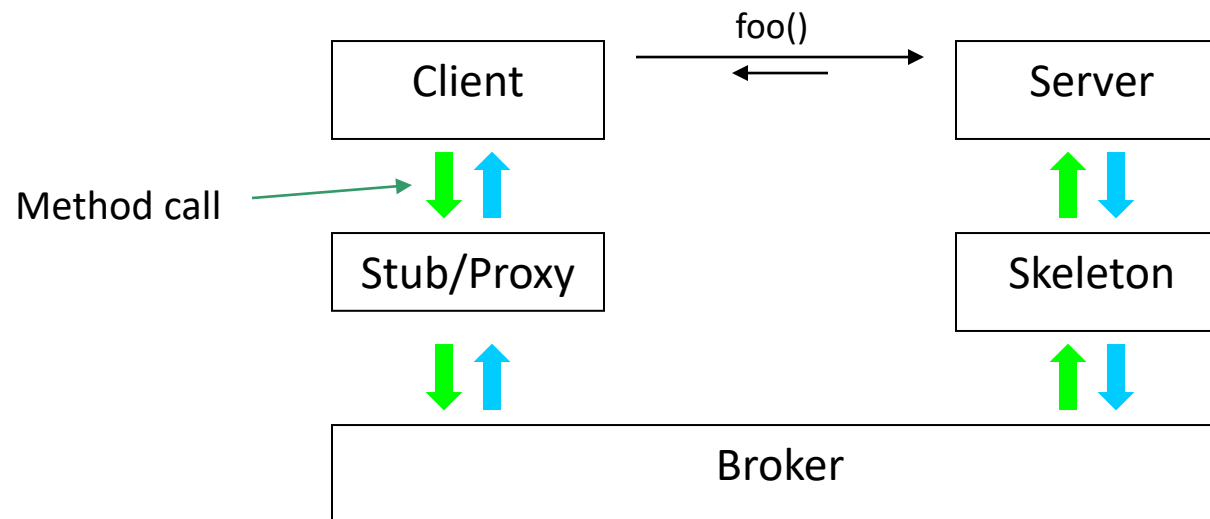 foo()
Client
Server
Method call
Stub/Proxy
Skeleton
Broker